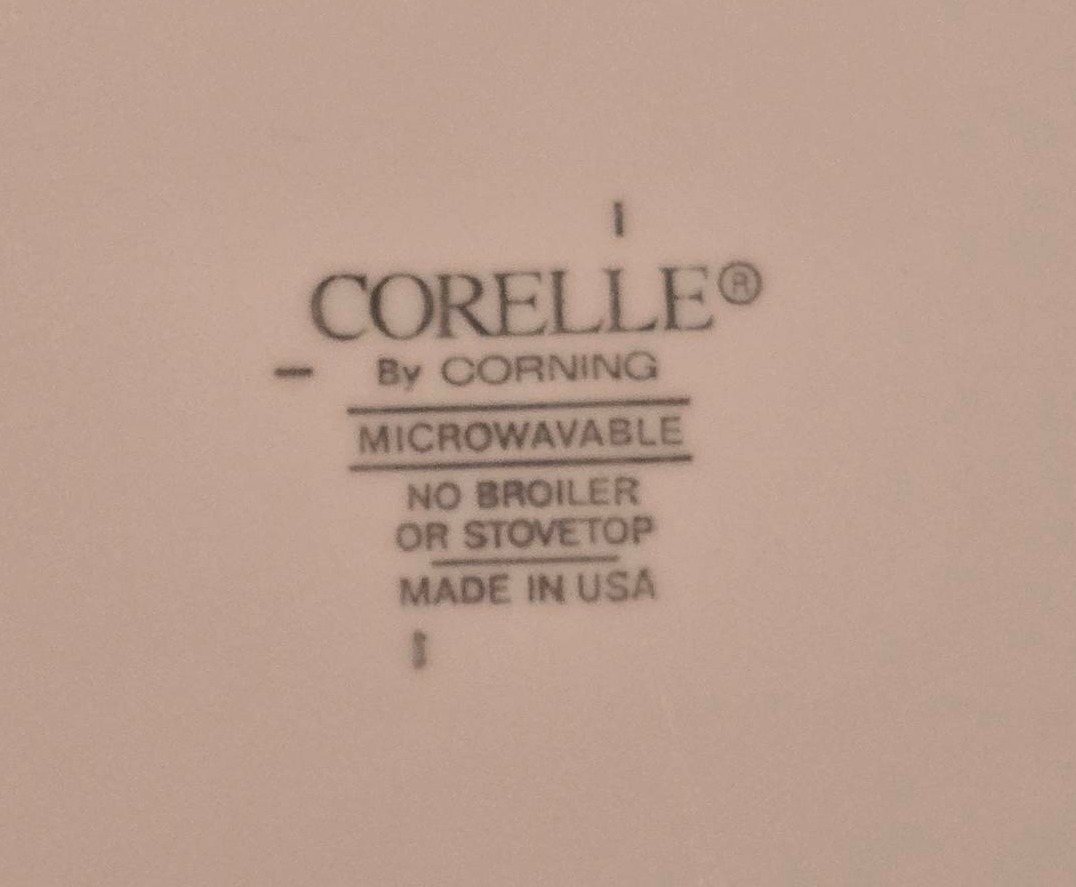 CORELLE®
By CORNING
MICROWAVABLE
NO BROILER
OR STOVETOP
MADE IN USA